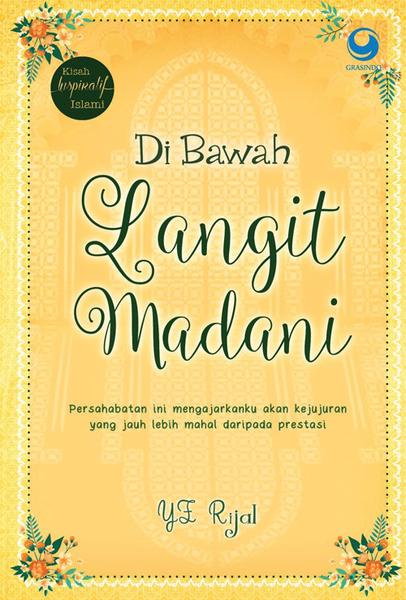 Kisah
Inspiratif
Islami
GRASINDO
Di Bawah
Langit
Madani
Persahabatan ini mengajarkanku akan kejujuran
yang jauh lebih mahal daripada prestasi
YE Rijal